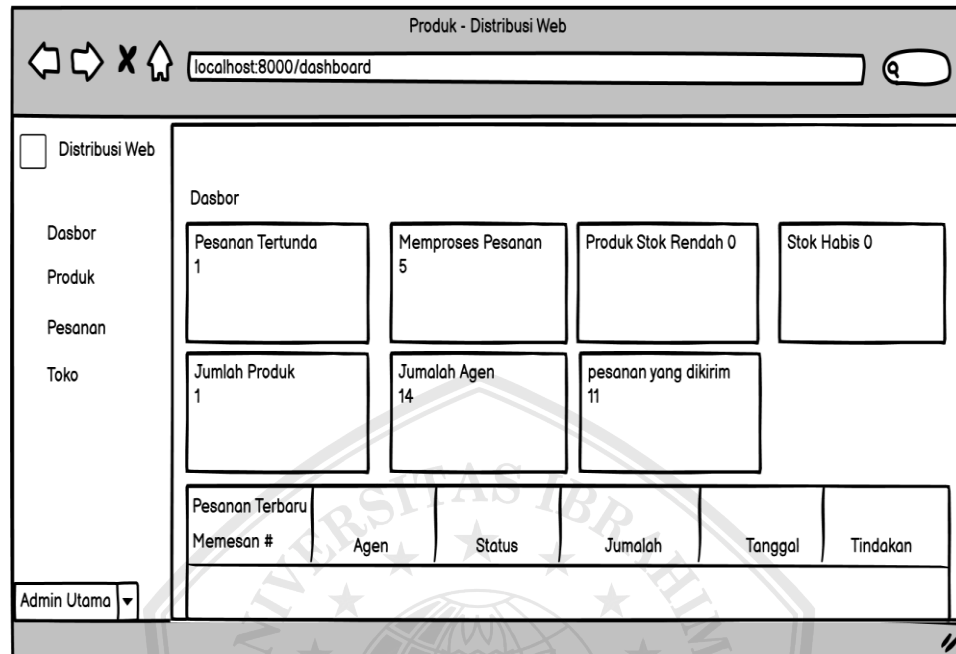 Produk - Distribusi Web
localhost:8000/dashboard
Distribusi Web
Dasbor
Produk
Pesanan
Toko
Admin Utama
Dasbor
Pesanan Tertunda
1
Memproses Pesanan
5
Produk Stok Rendah 0
Stok Habis 0
Jumlah Produk
1
Jumalah Agen
14
pesanan yang dikirim
11
Pesanan Terbaru
Memesan # Agen Status Jumalah Tanggal Tindakan